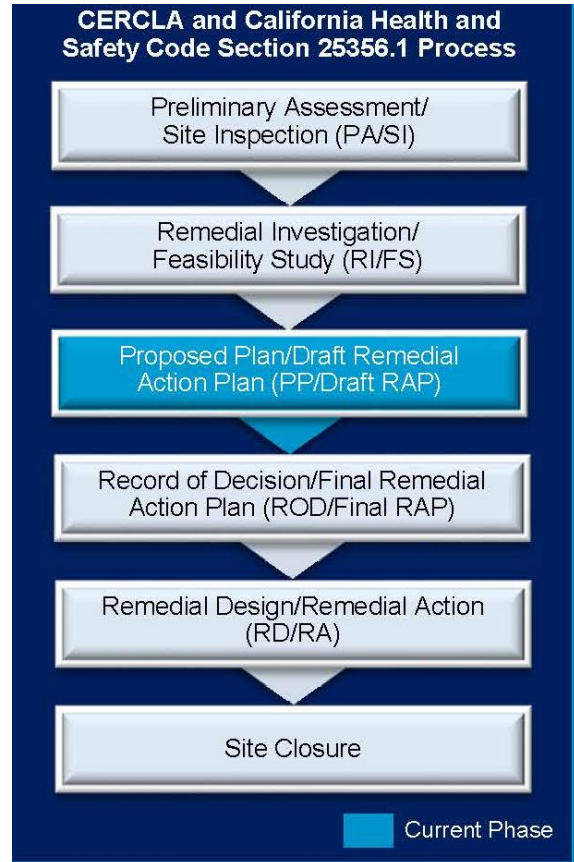 CERCLA and California Health and
Safety Code Section 25356.1 Process
Preliminary Assessment/
Site Inspection (PA/SI)
Remedial Investigation/
Feasibility Study (RI/FS)
Proposed Plan/Draft Remedial
Action Plan (PP/Draft RAP)
Record of Decision/Final Remedial
Action Plan (ROD/Final RAP)
Remedial Design/Remedial Action
(RD/RA)
Site Closure
Current Phase